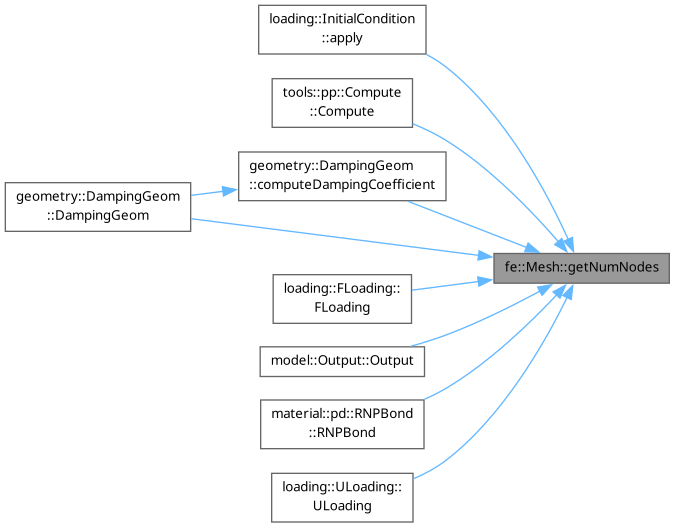 loading::InitialCondition
::apply
tools::pp::Compute
::Compute
geometry::DampingGeom
::computeDampingCoefficient
geometry::DampingGeom
::DampingGeom
fe::Mesh::getNumNodes
loading::FLoading::
FLoading
model::Output::Output
material::pd::RNPBond
::RNPBond
loading::ULoading::
ULoading